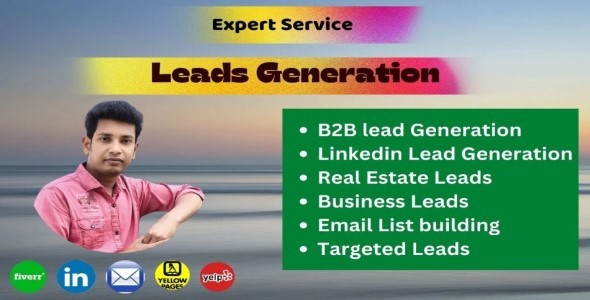 Expert Service
Leads Generation
B2B lead Generation
Linkedin Lead Generation
Real Estate Leads
Business Leads
Email List building
Targeted Leads
fiverr
in
YELLOW
PAGES
yelp